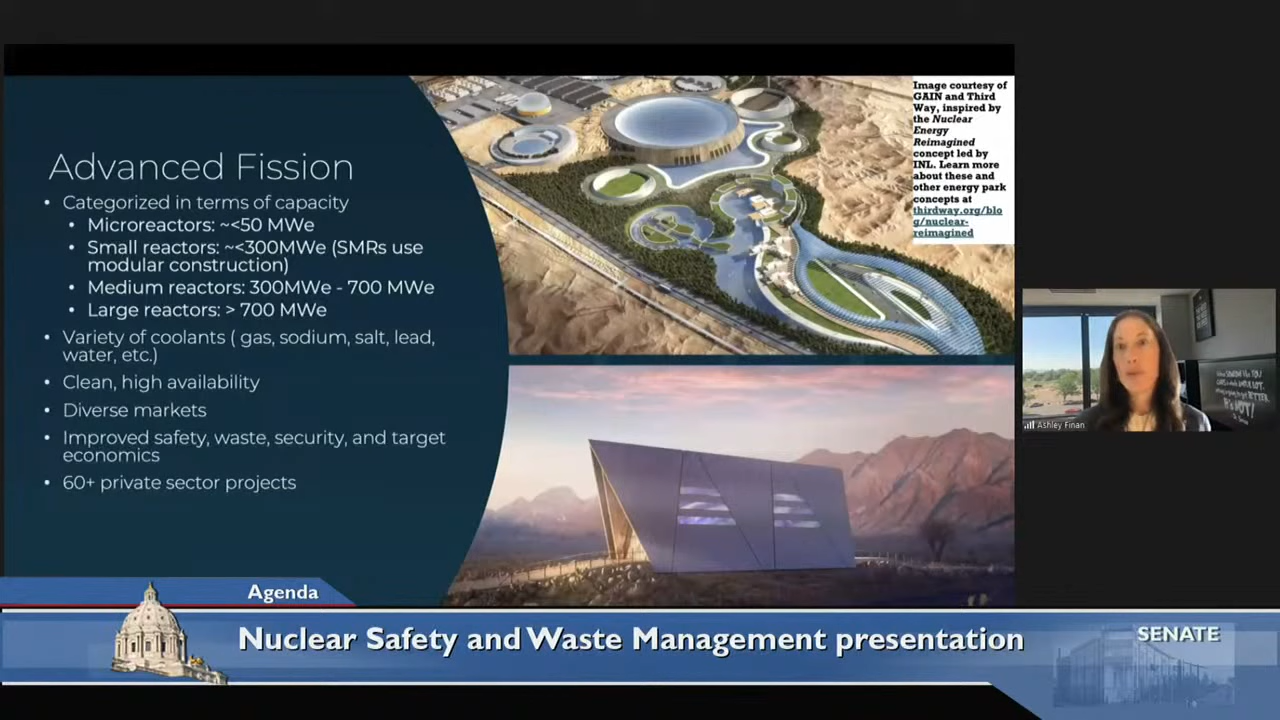 Advanced Fission
• Categorized in terms of capacity
• Microreactors: ~<50 MWe
• Small reactors: ~<300MWe (SMRs use
modular construction)
• Medium reactors: 300MWe - 700 MWe
• Large reactors: > 700 MWe
• Variety of coolants ( gas, sodium, salt, lead,
water, etc.)
• Clean, high availability
• Diverse markets
• Improved safety, waste, security, and target
economics
• 60+ private sector projects
Image courtesy of
GAIN and Third
Way, inspired by
the Nuclear
Energy
Reimagined
concept led by
INL. Learn more
about these and
other energy park
concepts at
thirdway.org/blo
g/nuclear-
reimagined
Ashley Finan
IT'S NOT!
Agenda
Nuclear Safety and Waste Management presentation
SENATE